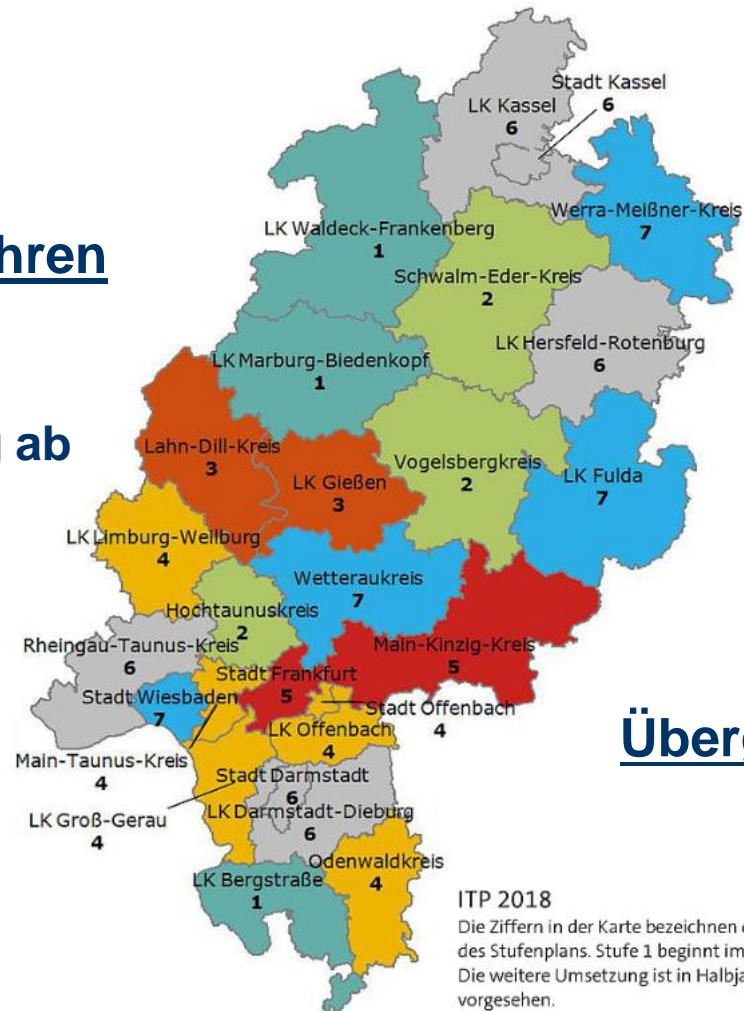 Stadt Kassel
6
LK Kassel
6
Werra-Meißner-Kreis
7
LK Waldeck-Frankenberg
1
hren
Schwalm-Eder-Kreis
2
LK Hersfeld-Rotenburg
6
LK Marburg-Biedenkopf
1
ab
Lahn-Dill-Kreis
3
Vogelsbergkreis
2
LK Gießen
3
LK Fulda
7
LK Limburg-Weilburg
4
Wetteraukreis
7
Hochtaunuskreis
2
Rheingau-Taunus-Kreis
6
Main-Kinzig-Kreis
5
Stadt Frankfurt
5
Stadt Wiesbaden
7
Stadt Offenbach
4
LK Offenbach
4
Main-Taunus-Kreis
4
Überg
Stadt Darmstadt
6
LK Groß-Gerau
4
LK Darmstadt-Dieburg
6
Odenwaldkreis
4
LK Bergstraße
1
ITP 2018
Die Ziffern in der Karte bezeichnen
des Stufenplans. Stufe 1 beginnt im
Die weitere Umsetzung ist in Halbja
vorgesehen.